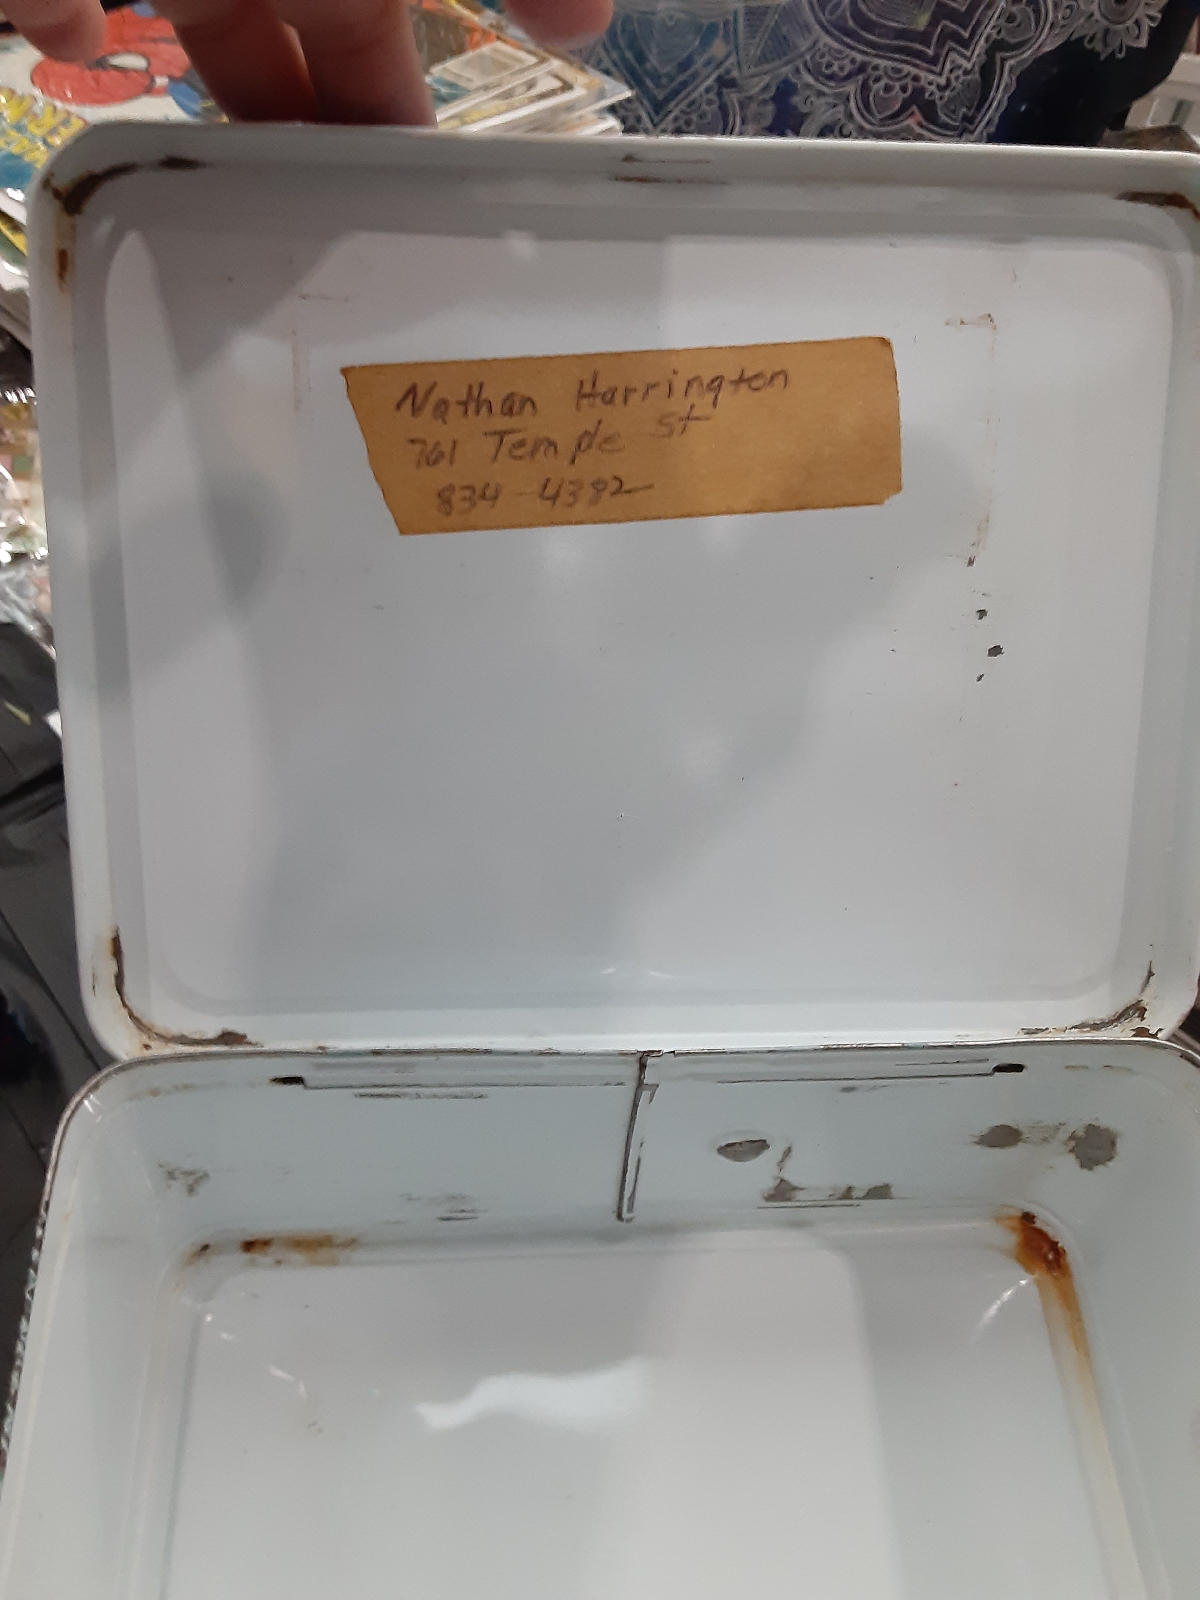 Nathan Harrington
761 Temple St
834-4382